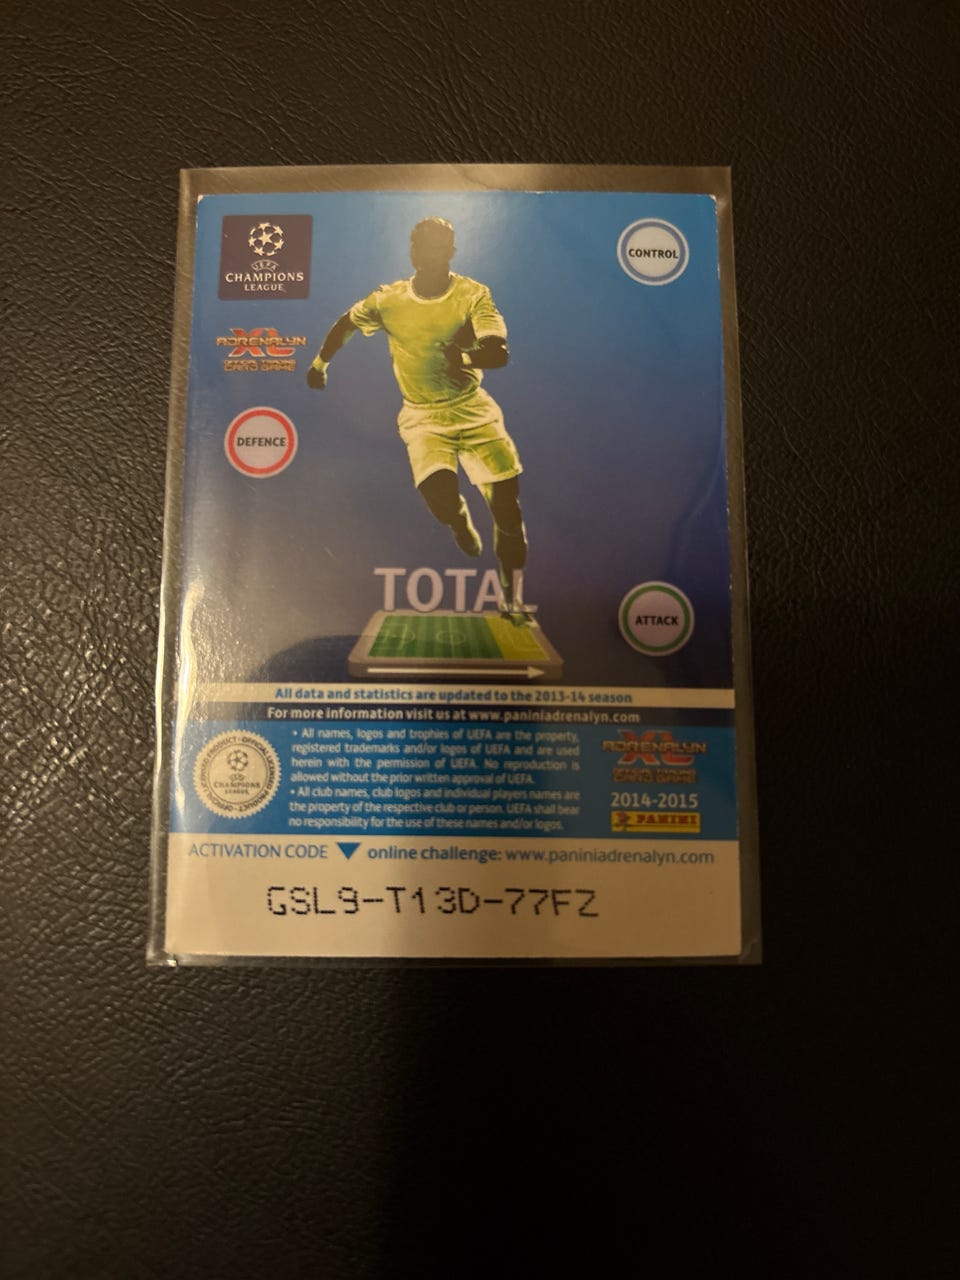 UEFA
CHAMPIONS
LEAGUE
CONTROL
ADRENALYN
XL
OFFICIAL TRADING
CARD GAME
DEFENCE
TOTAL
ATTACK
All data and statistics are updated to the 2013-14 season
For more information visit us at www.paniniadrenalyn.com
• All names, logos and trophies of UEFA are the property,
registered trademarks and/or logos of UEFA and are used
herein with the permission of UEFA. No reproduction is
allowed without the prior written approval of UEFA.
• All club names, club logos and individual players names are
the property of the respective club or person. UEFA shall bear
no responsibility for the use of these names and/or logos.
CHAMPIONS
LEAGUE
ADRENALYN
XL
OFFICIAL TRADING
CARD GAME
2014-2015
PANINI
ACTIVATION CODE online challenge: www.paniniadrenalyn.com
GSL9-T13D-77FZ